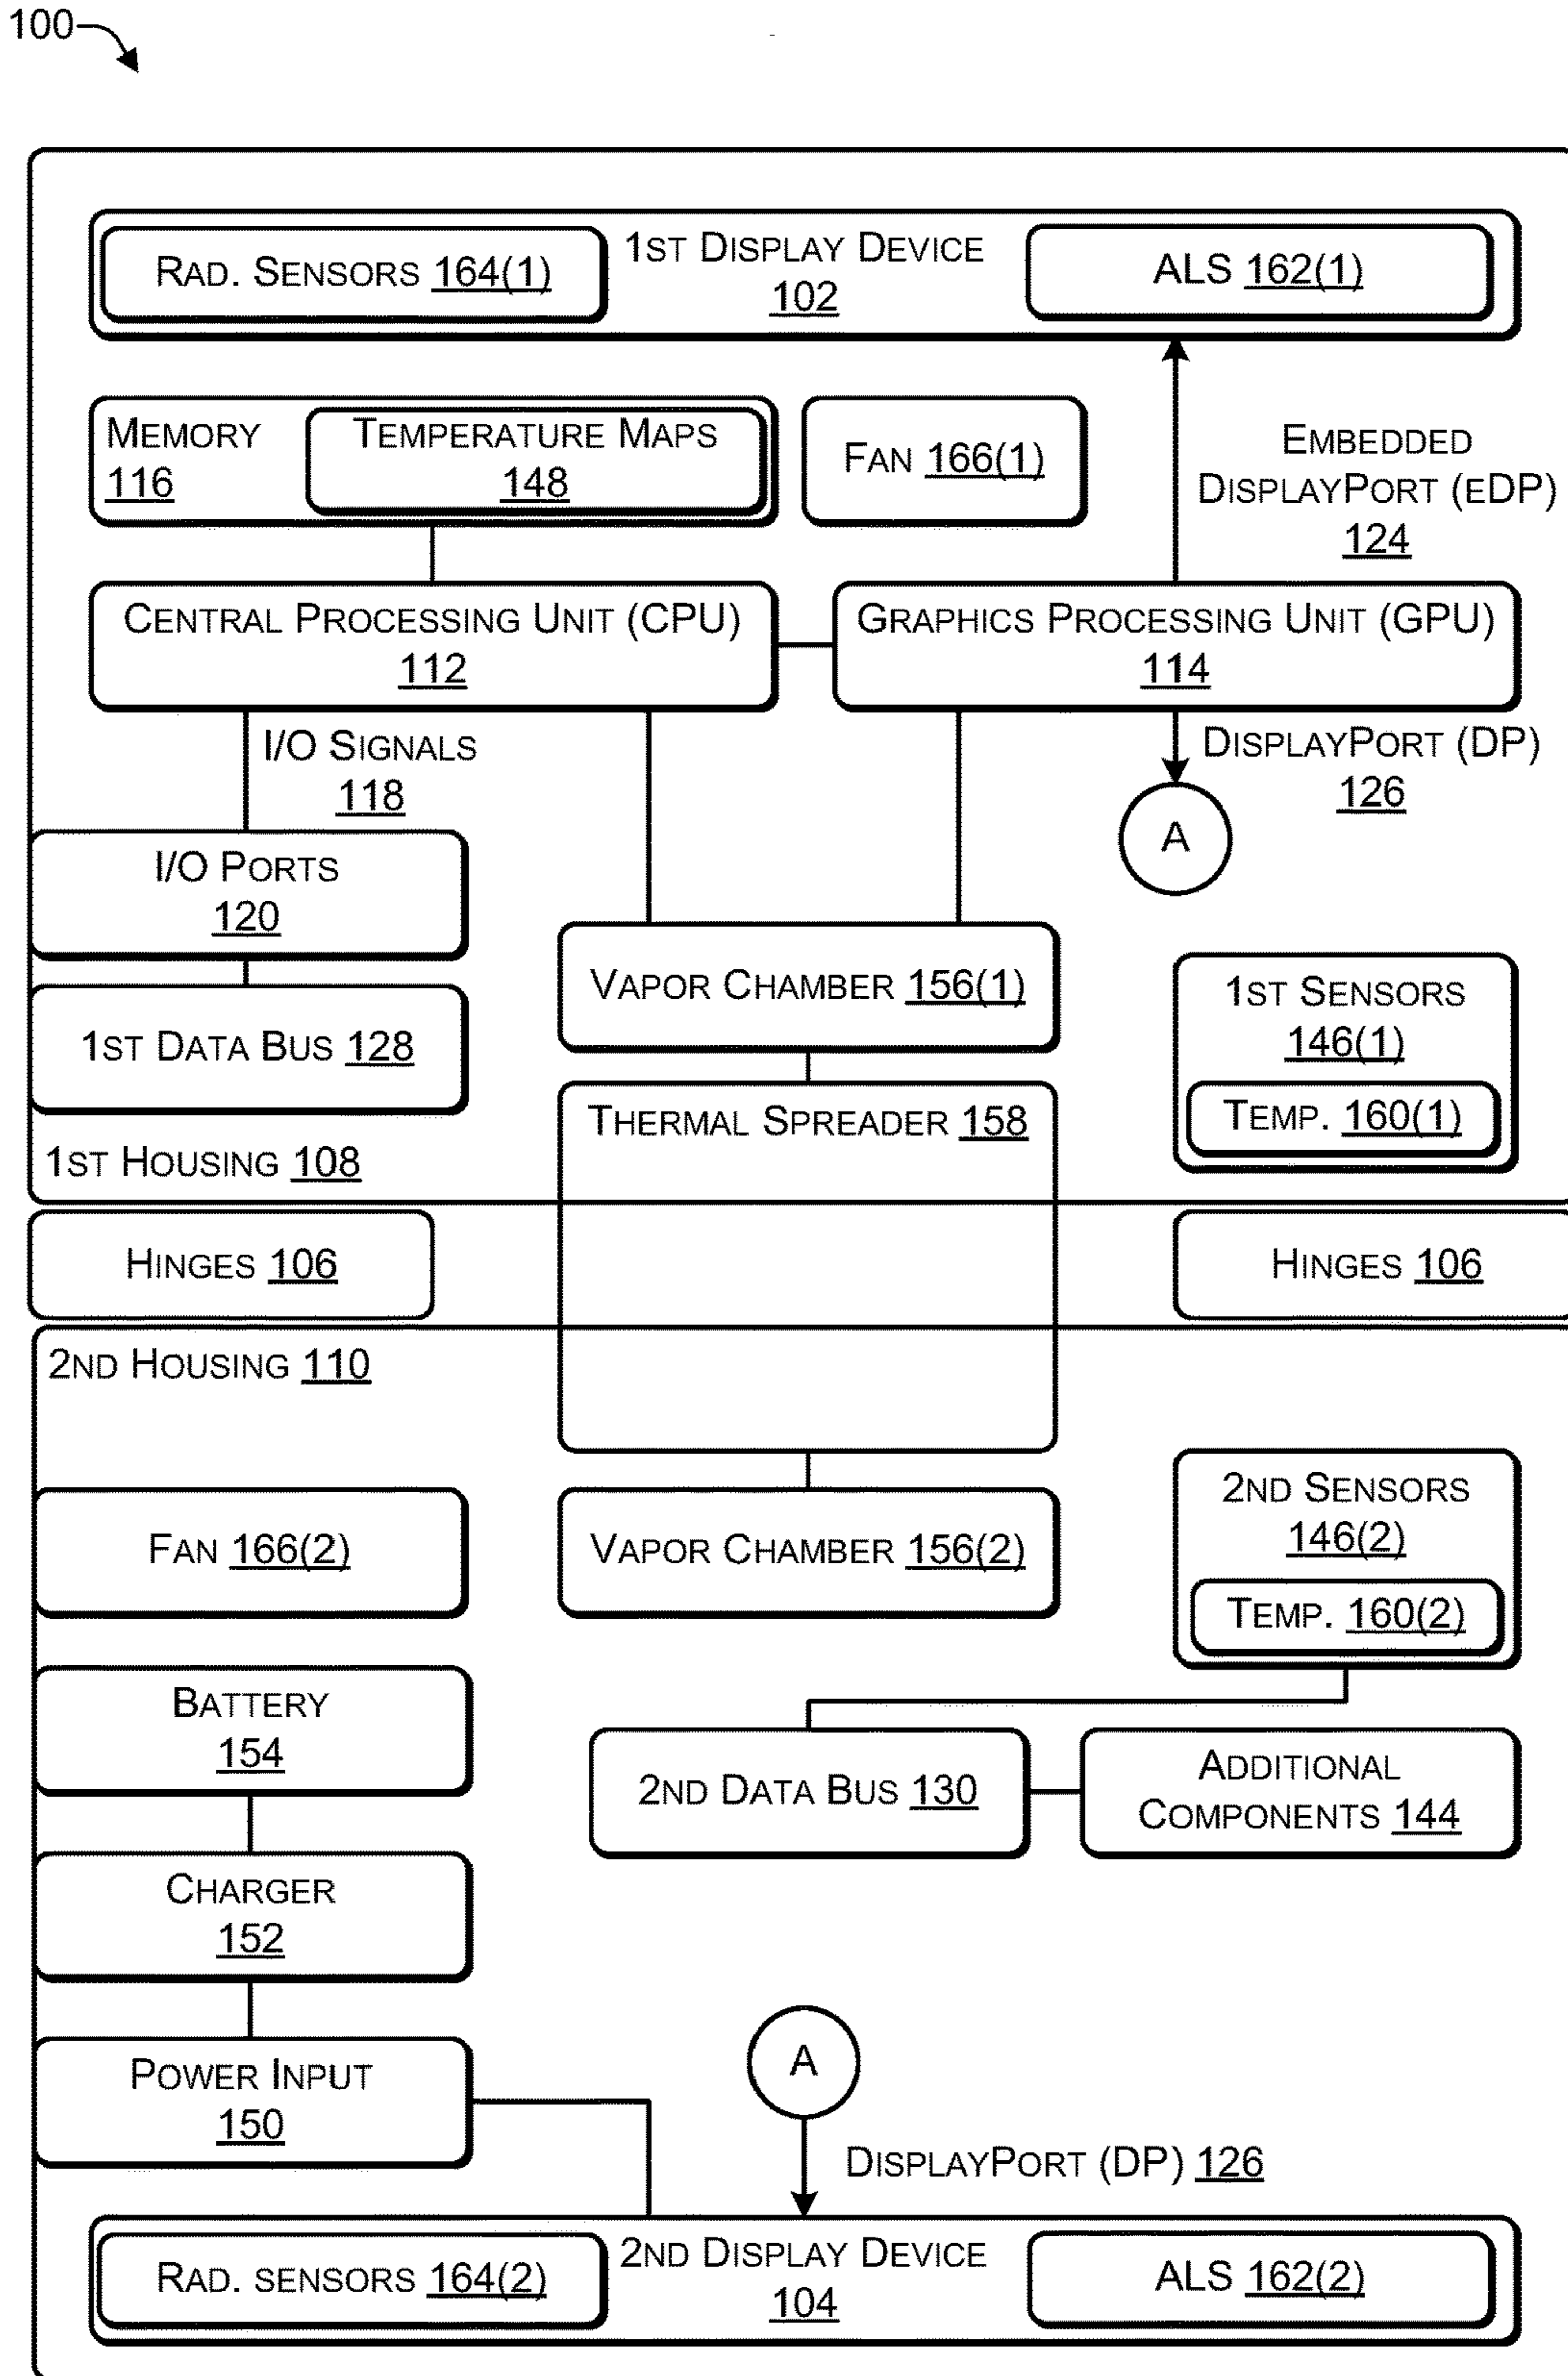 100
RAD. SENSORS 164(1)
1ST DISPLAY DEVICE
102
ALS 162(1)
MEMORY
116
TEMPERATURE MAPS
148
FAN 166(1)
EMBEDDED
DISPLAYPORT (EDP)
124
CENTRAL PROCESSING UNIT (CPU)
112
GRAPHICS PROCESSING UNIT (GPU)
114
I/O SIGNALS
118
DISPLAYPORT (DP)
126
A
I/O PORTS
120
VAPOR CHAMBER 156(1)
1ST SENSORS
146(1)
TEMP. 160(1)
1ST DATA BUS 128
THERMAL SPREADER 158
1ST HOUSING 108
HINGES 106
HINGES 106
2ND HOUSING 110
FAN 166(2)
VAPOR CHAMBER 156(2)
2ND SENSORS
146(2)
TEMP. 160(2)
BATTERY
154
2ND DATA BUS 130
ADDITIONAL
COMPONENTS 144
CHARGER
152
POWER INPUT
150
A
DISPLAYPORT (DP) 126
RAD. SENSORS 164(2)
2ND DISPLAY DEVICE
104
ALS 162(2)